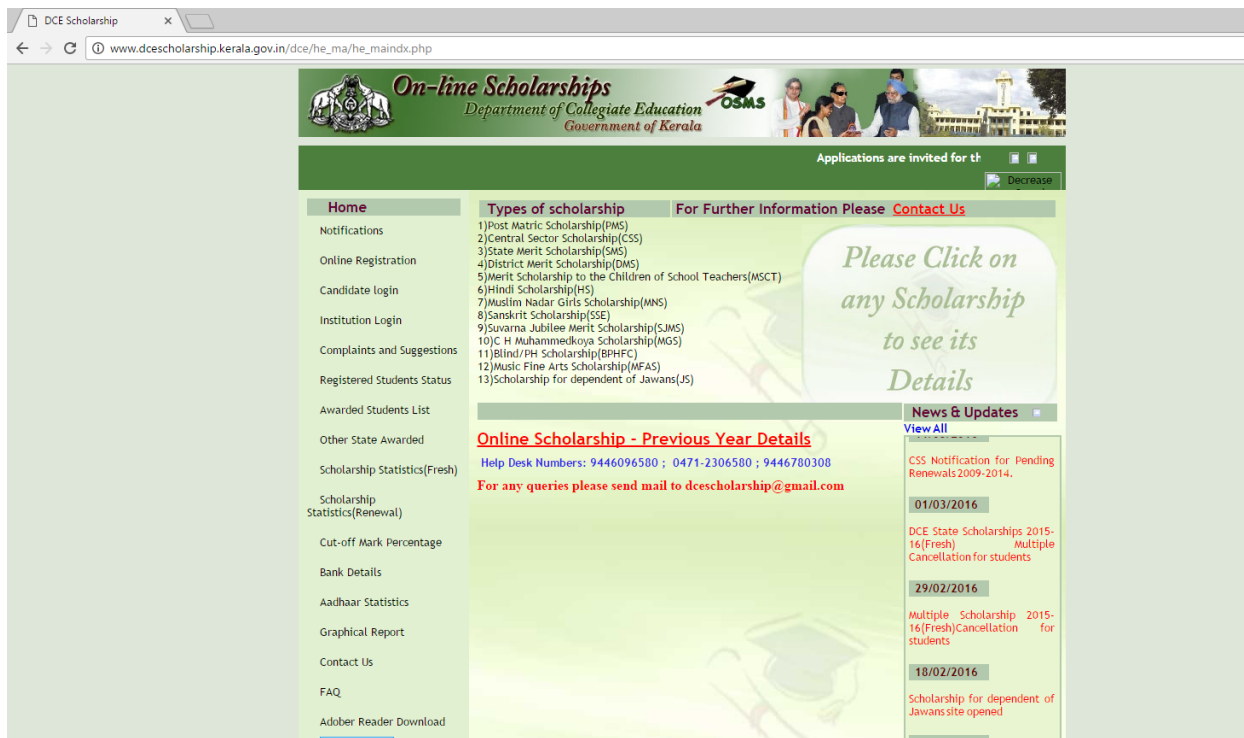 DCE Scholarship
www.dcescholarship.kerala.gov.in/dce/he_ma/he_maindx.php
On-line Scholarships
Department of Collegiate Education
Government of Kerala
OSMS
Applications are invited for th
Decrease
Home
Notifications
Online Registration
Candidate login
Institution Login
Complaints and Suggestions
Registered Students Status
Awarded Students List
Other State Awarded
Scholarship Statistics(Fresh)
Scholarship
Statistics(Renewal)
Cut-off Mark Percentage
Bank Details
Aadhaar Statistics
Graphical Report
Contact Us
FAQ
Adober Reader Download
Types of scholarship
For Further Information Please Contact Us
1)Post Matric Scholarship(PMS)
2)Central Sector Scholarship(CSS)
3)State Merit Scholarship(SMS)
4)District Merit Scholarship(DMS)
5)Merit Scholarship to the Children of School Teachers(MSCT)
6)Hindi Scholarship(HS)
7)Muslim Nadar Girls Scholarship(MNS)
8)Sanskrit Scholarship(SSE)
9)Suvarna Jubilee Merit Scholarship(SJMS)
10)C H Muhammedkoya Scholarship(MGS)
11)Blind/PH Scholarship(BPHFC)
12)Music Fine Arts Scholarship(MFAS)
13)Scholarship for dependent of Jawans(JS)
Please Click on
any Scholarship
to see its
Details
Online Scholarship - Previous Year Details
Help Desk Numbers: 9446096580 ; 0471-2306580 ; 9446780308
For any queries please send mail to dcescholarship@gmail.com
News & Updates
View All
CSS Notification for Pending
Renewals 2009-2014.
01/03/2016
DCE State Scholarships 2015-
16(Fresh) Multiple
Cancellation for students
29/02/2016
Multiple Scholarship 2015-
16(Fresh)Cancellation for
students
18/02/2016
Scholarship for dependent of
Jawans site opened